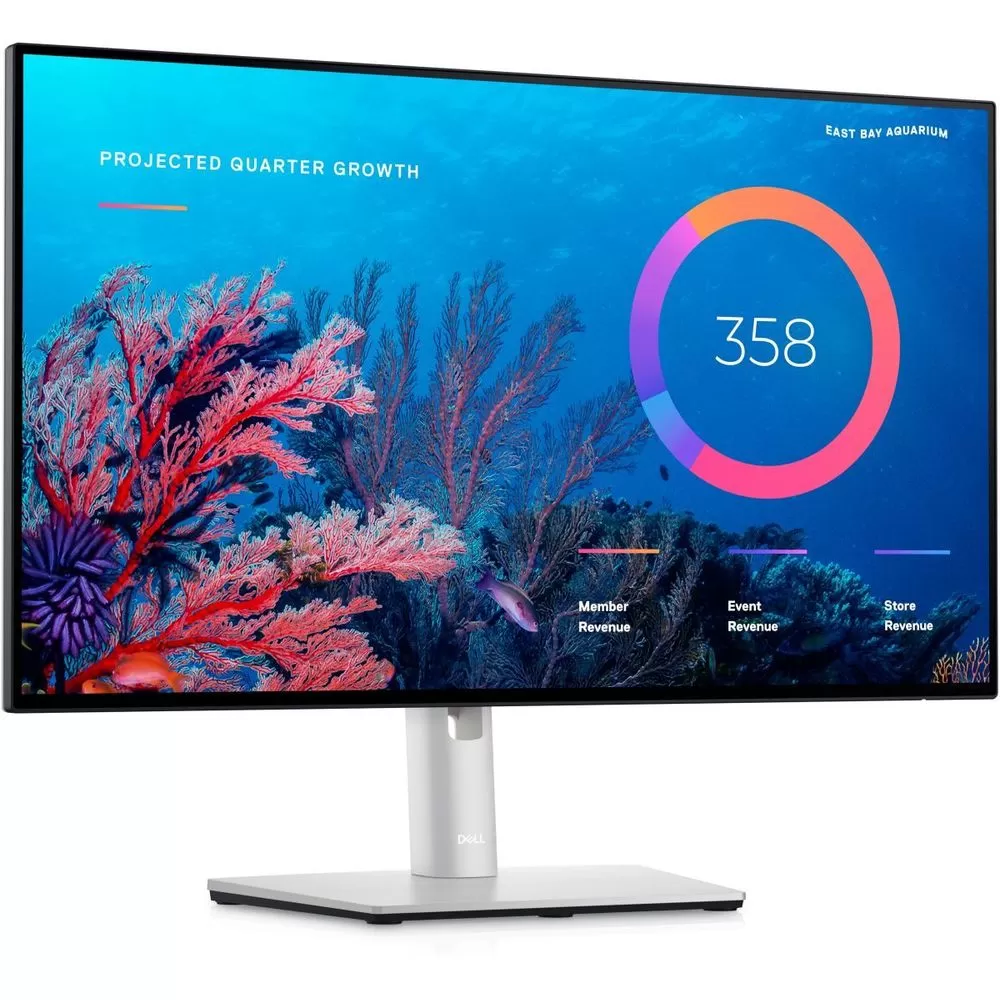 EAST BAY AQUARIUM
PROJECTED QUARTER GROWTH
358
Member
Revenue
Event
Revenue
Store
Revenue
DELL